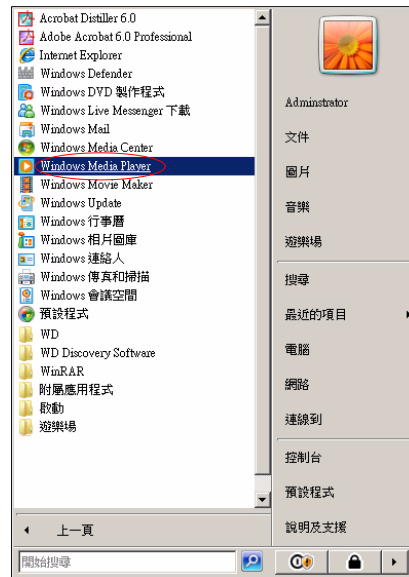 Acrobat Distiller 6.0
Adobe Acrobat 6.0 Professional
Internet Explorer
Windows Defender
Windows DVD 製作程式
Windows Live Messenger 下載
Windows Mail
Windows Media Center
Windows Media Player
Windows Movie Maker
Windows Update
Windows 行事曆
Windows 相片圖庫
Windows 連絡人
Windows 傳真和掃描
Windows 會議空間
預設程式
WD
WD Discovery Software
WinRAR
附屬應用程式
啟動
遊樂場
上一頁
開始搜尋
Adminstrator
文件
圖片
音樂
遊樂場
搜尋
最近的項目
電腦
網路
連線到
控制台
預設程式
說明及支援